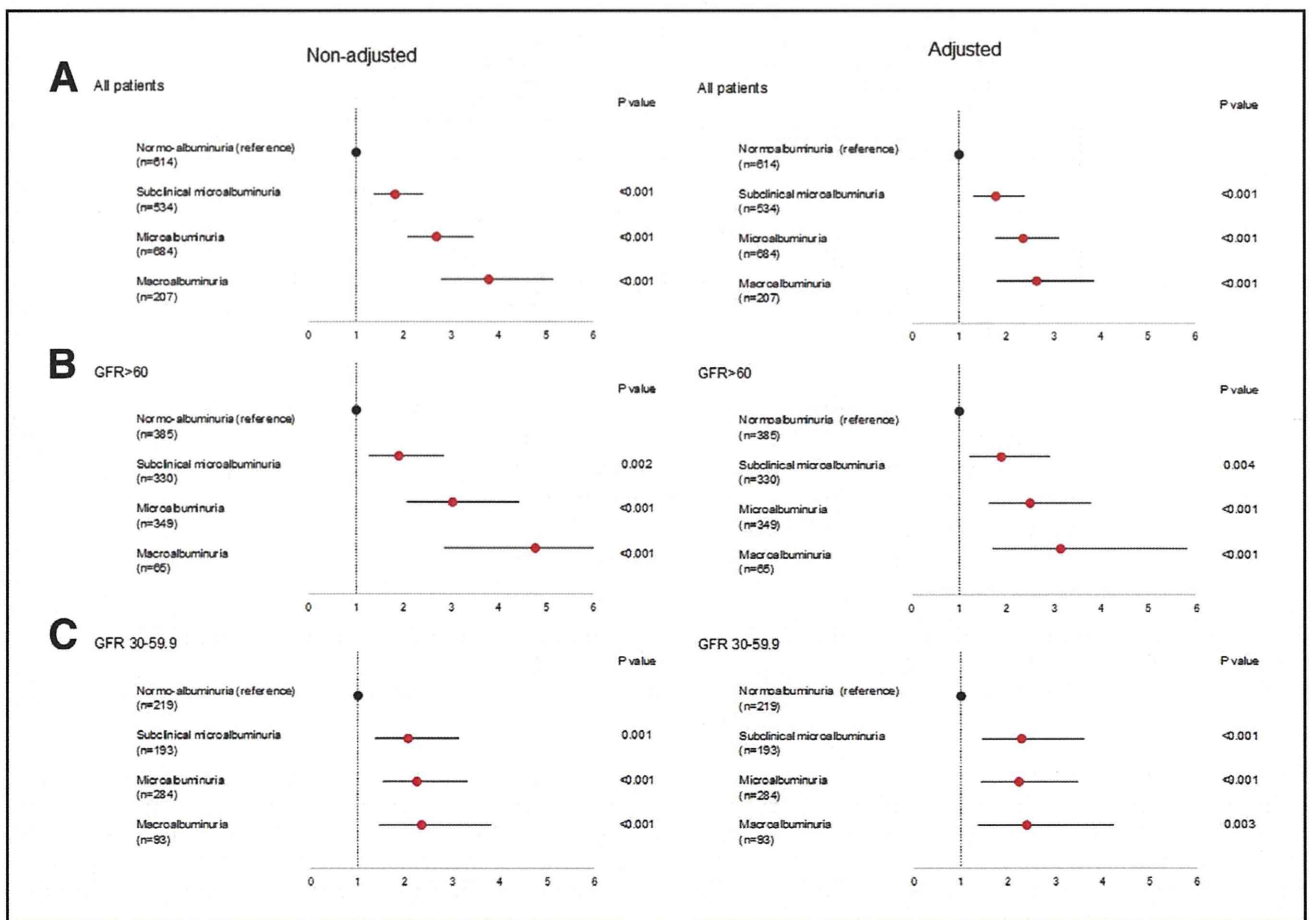 Non-adjusted
Adjusted
A All patients
P value
Normo-albuminuria (reference)
(n=614)
Subclinical microalbuminuria
(n=534)
<0.001
Microalbuminuria
(n=684)
<0.001
Macroalbuminuria
(n=207)
<0.001
0 1 2 3 4 5 6
All patients
P value
Normoalbuminuria (reference)
(n=614)
Subclinical microalbuminuria
(n=534)
<0.001
Microalbuminuria
(n=684)
<0.001
Macroalbuminuria
(n=207)
<0.001
0 1 2 3 4 5 6
B GFR>60
P value
Normo-albuminuria (reference)
(n=385)
Subclinical microalbuminuria
(n=330)
0.002
Microalbuminuria
(n=349)
<0.001
Macroalbuminuria
(n=65)
<0.001
0 1 2 3 4 5 6
GFR>60
P value
Normoalbuminuria (reference)
(n=385)
Subclinical microalbuminuria
(n=330)
0.004
Microalbuminuria
(n=349)
<0.001
Macroalbuminuria
(n=65)
<0.001
0 1 2 3 4 5 6
C GFR 30-59.9
P value
Normo-albuminuria (reference)
(n=219)
Subclinical microalbuminuria
(n=193)
0.001
Microalbuminuria
(n=284)
<0.001
Macroalbuminuria
(n=93)
<0.001
0 1 2 3 4 5 6
GFR 30-59.9
P value
Normoalbuminuria (reference)
(n=219)
Subclinical microalbuminuria
(n=193)
<0.001
Microalbuminuria
(n=284)
<0.001
Macroalbuminuria
(n=93)
0.003
0 1 2 3 4 5 6